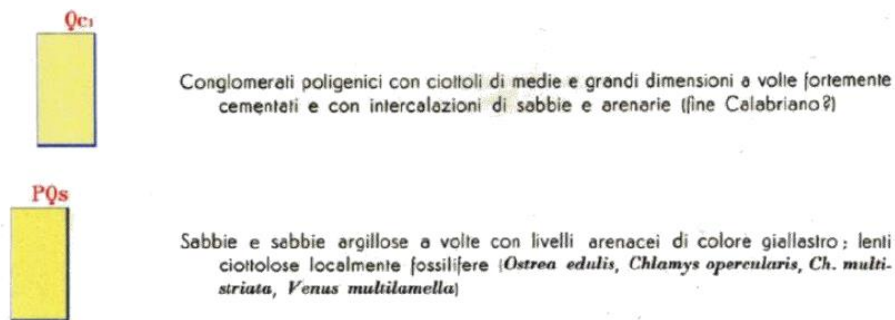 Qc1
Conglomerati poligenici con ciottoli di medie e grandi dimensioni a volte fortemente
cementati e con intercalazioni di sabbie e arenarie (fine Calabriano?)
PQs
Sabbie e sabbie argillose a volte con livelli arenacei di colore giallastro; lenti
ciottolose localmente fossilifere (Ostrea edulis, Chlamys opercularis, Ch. multi-
striata, Venus multilamella)